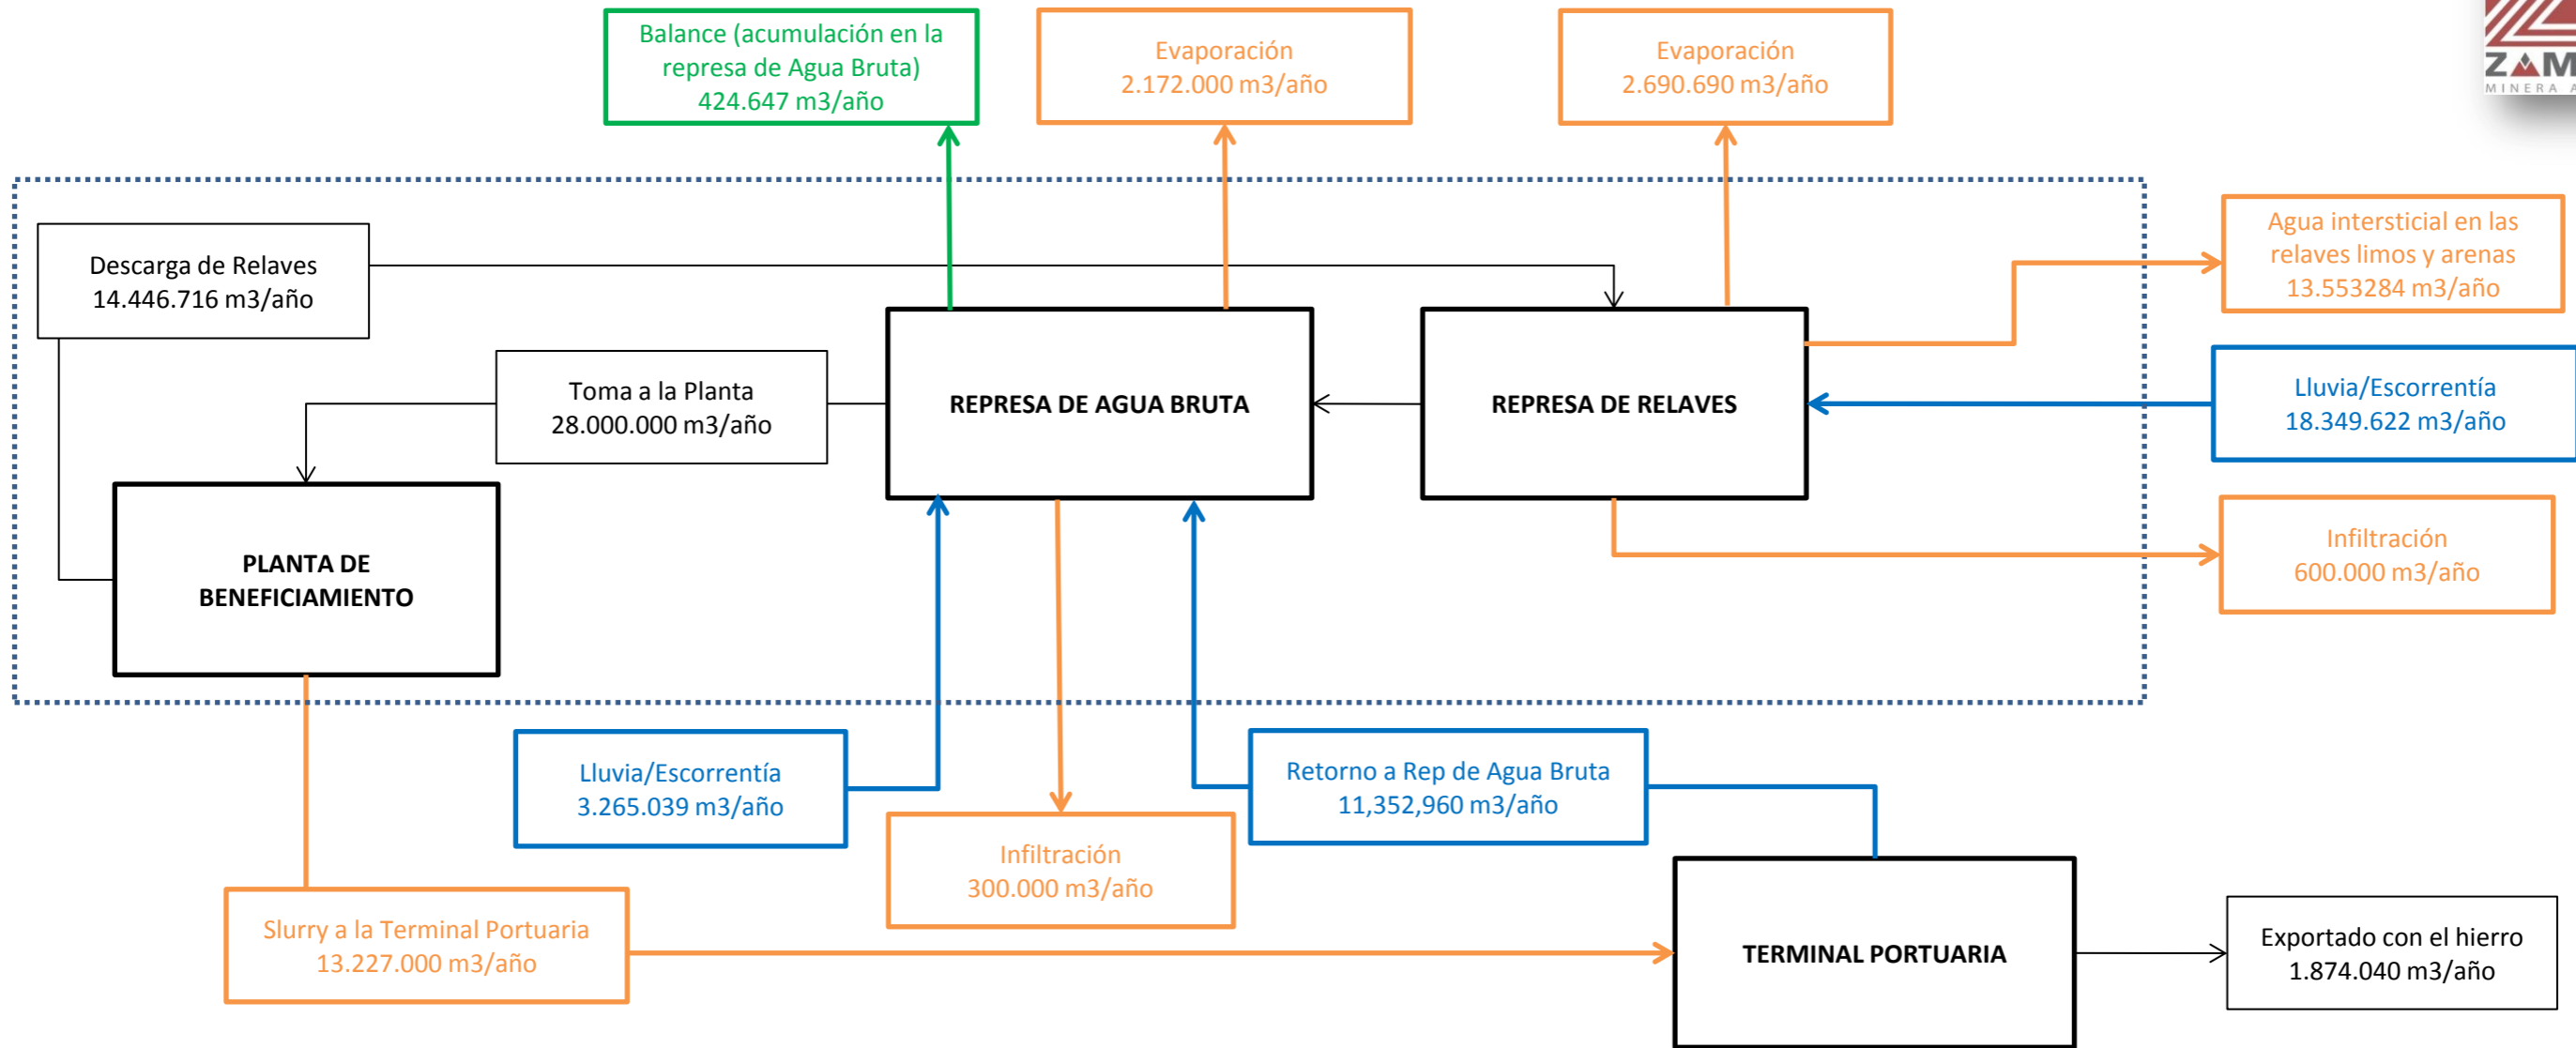 Balance (acumulación en la
represa de Agua Bruta)
424.647 m3/año
Evaporación
2.172.000 m3/año
Evaporación
2.690.690 m3/año
Descarga de Relaves
14.446.716 m3/año
Agua intersticial en las
relaves limos y arenas
13.553284 m3/año
Toma a la Planta
28.000.000 m3/año
REPRESA DE AGUA BRUTA
REPRESA DE RELAVES
Lluvia/Escorrentía
18.349.622 m3/año
PLANTA DE
BENEFICIAMIENTO
Infiltración
600.000 m3/año
Lluvia/Escorrentía
3.265.039 m3/año
Retorno a Rep de Agua Bruta
11,352,960 m3/año
Infiltración
300.000 m3/año
Slurry a la Terminal Portuaria
13.227.000 m3/año
TERMINAL PORTUARIA
Exportado con el hierro
1.874.040 m3/año
MINERA